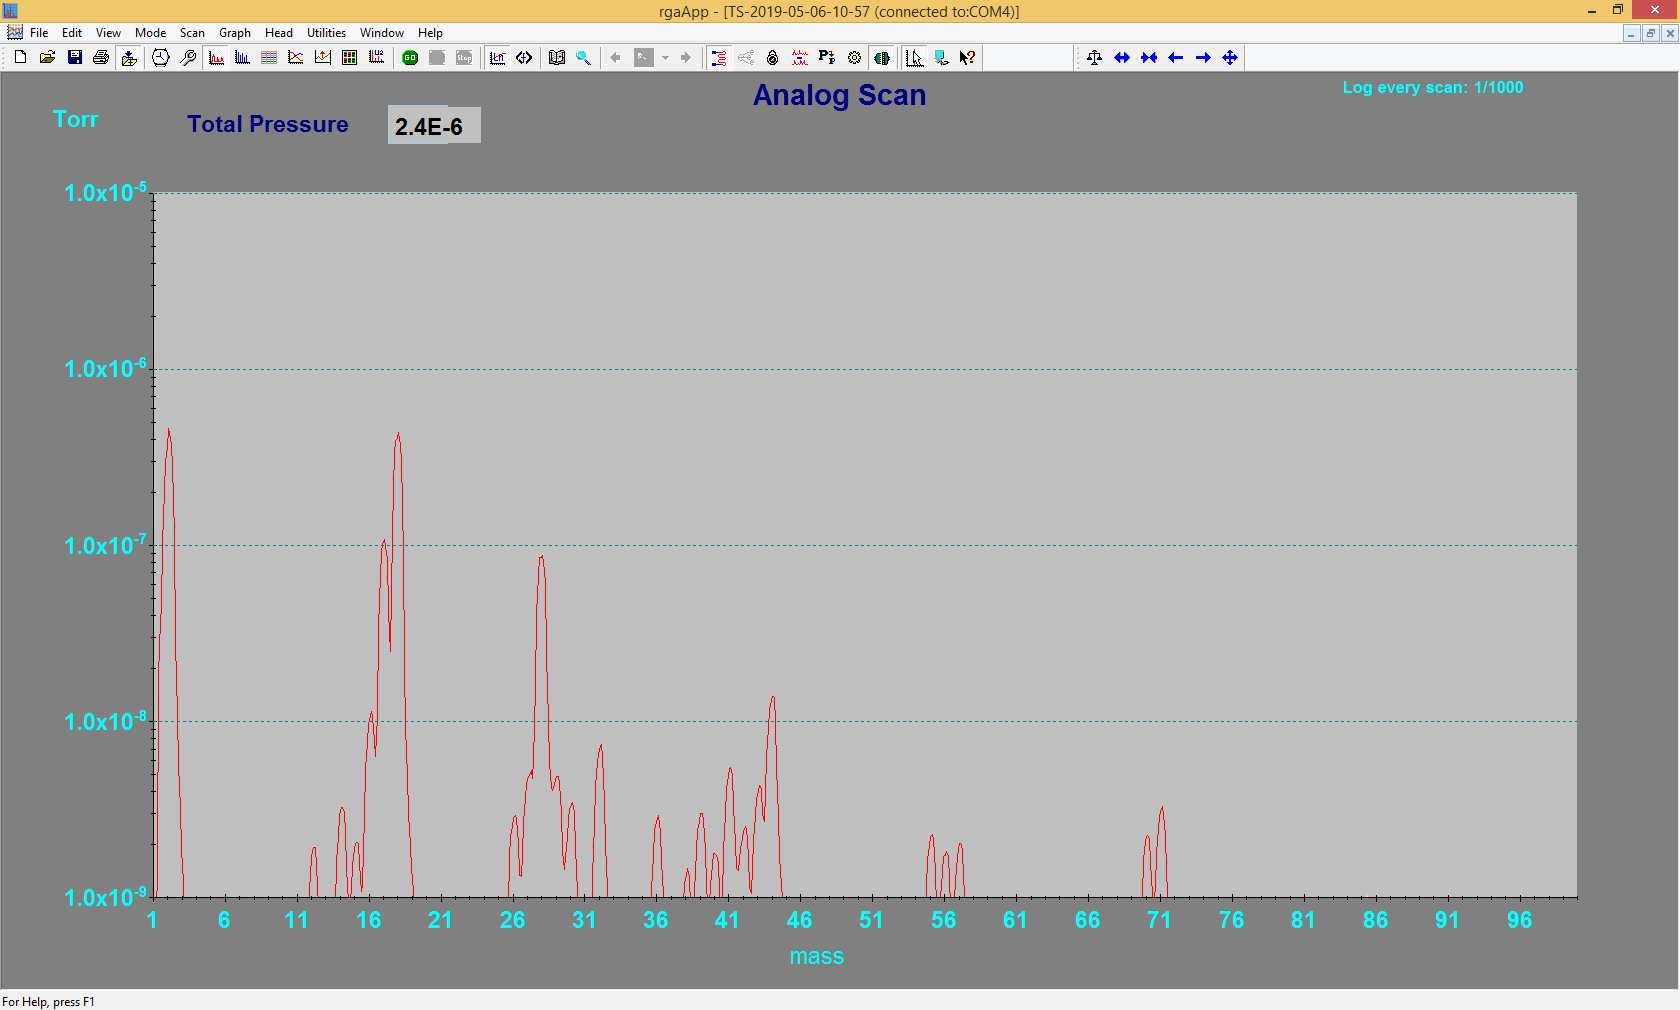 rgaApp - [TS-2019-05-06-10-57 (connected to:COM4)]
File Edit View Mode Scan Graph Head Utilities Window Help
GO Stop
Analog Scan
Log every scan: 1/1000
Torr
Total Pressure 2.4E-6
1.0x10-5
1.0x10-6
1.0x10-7
1.0x10-8
1.0x10-9
1 6 11 16 21 26 31 36 41 46 51 56 61 66 71 76 81 86 91 96
mass
For Help, press F1